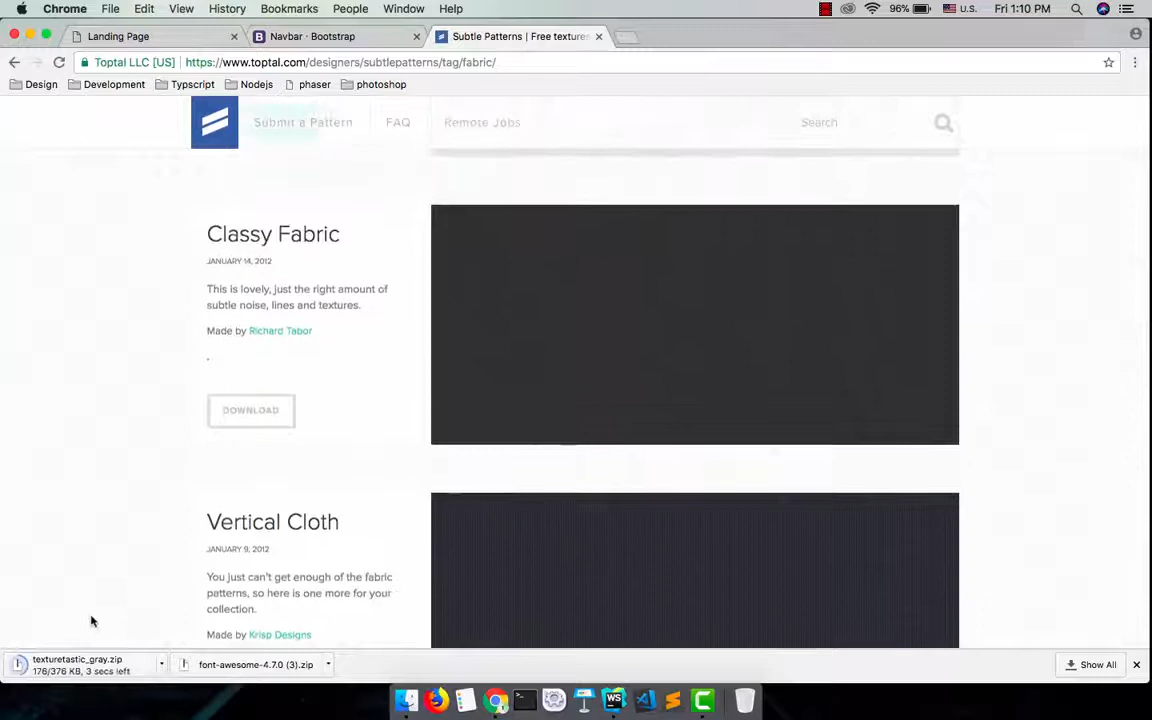 Chrome File Edit View History Bookmarks People Window Help 96% U.S. Fri 1:10 PM
Landing Page Navbar · Bootstrap Subtle Patterns | Free textures
Toptal LLC [US] https://www.toptal.com/designers/subtlepatterns/tag/fabric/
Design Development Typscript Nodejs phaser photoshop
Submit a Pattern FAQ Remote Jobs Search
Classy Fabric
JANUARY 14, 2012
This is lovely, just the right amount of
subtle noise, lines and textures.
Made by Richard Tabor
.
DOWNLOAD
Vertical Cloth
JANUARY 9, 2012
You just can't get enough of the fabric
patterns, so here is one more for your
collection.
Made by Krisp Designs
texturetastic_gray.zip
176/376 KB, 3 secs left
font-awesome-4.7.0 (3).zip
Show All
WS